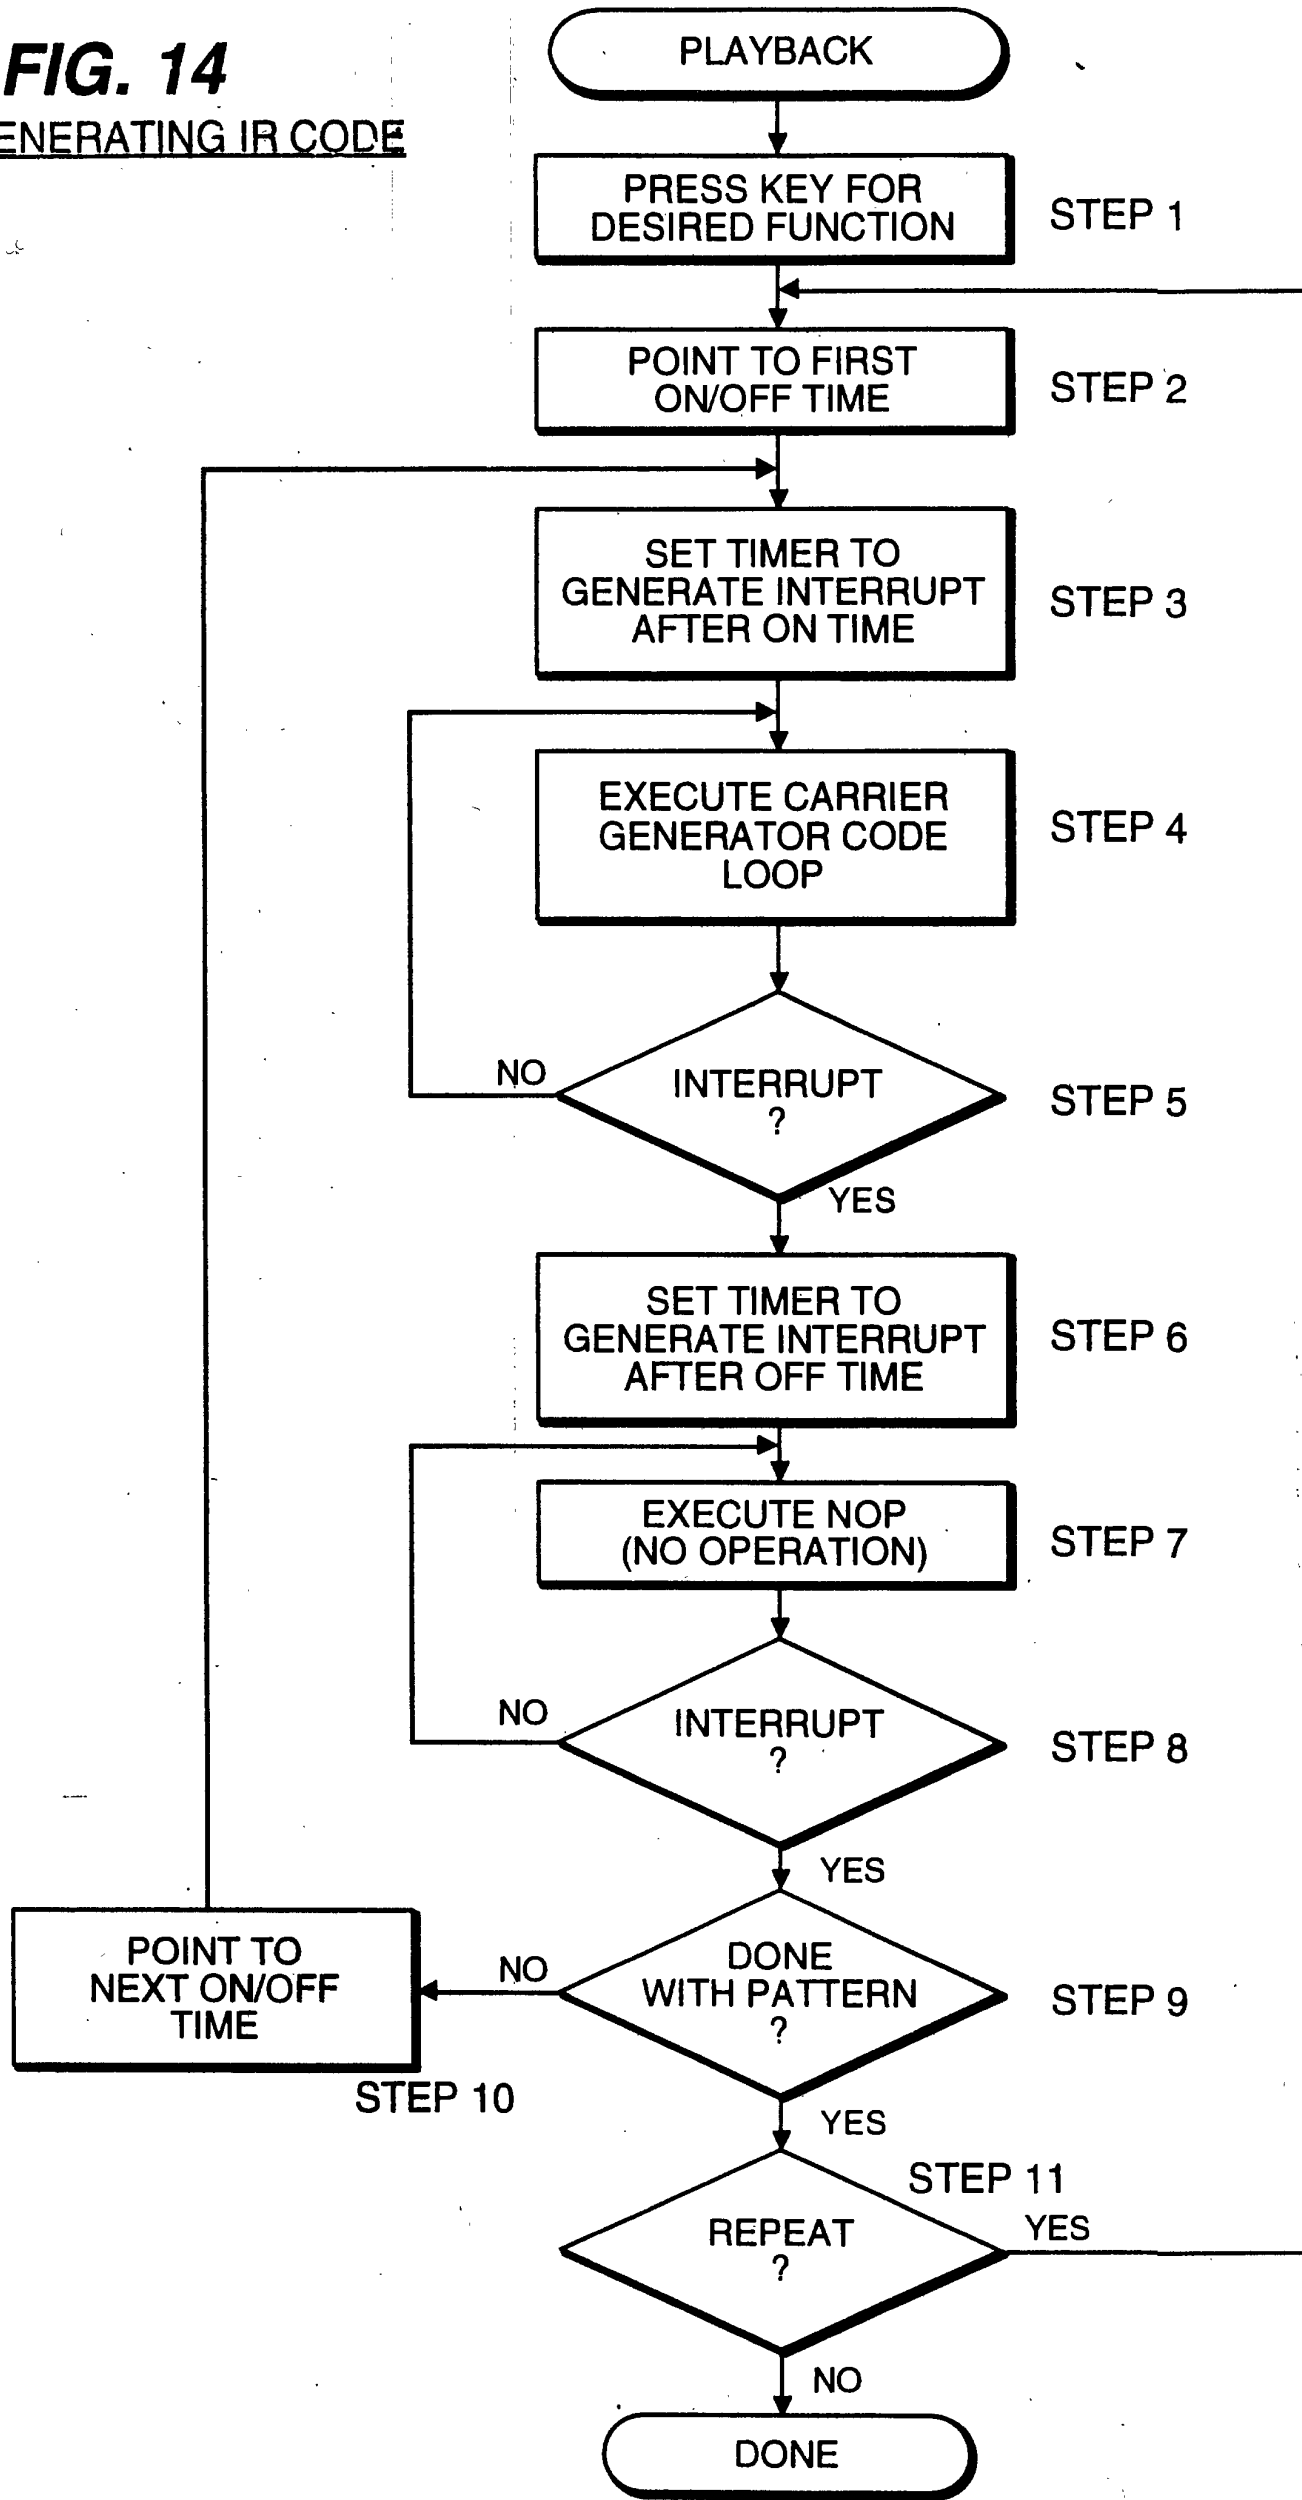 FIG. 14
ENERATING IR CODE
PLAYBACK
PRESS KEY FOR
DESIRED FUNCTION
STEP 1
POINT TO FIRST
ON/OFF TIME
STEP 2
SET TIMER TO
GENERATE INTERRUPT
AFTER ON TIME
STEP 3
EXECUTE CARRIER
GENERATOR CODE
LOOP
STEP 4
NO
INTERRUPT
?
STEP 5
YES
SET TIMER TO
GENERATE INTERRUPT
AFTER OFF TIME
STEP 6
EXECUTE NOP
(NO OPERATION)
STEP 7
NO
INTERRUPT
?
STEP 8
YES
POINT TO
NEXT ON/OFF
TIME
STEP 10
NO
DONE
WITH PATTERN
?
STEP 9
YES
STEP 11
REPEAT
?
YES
NO
DONE